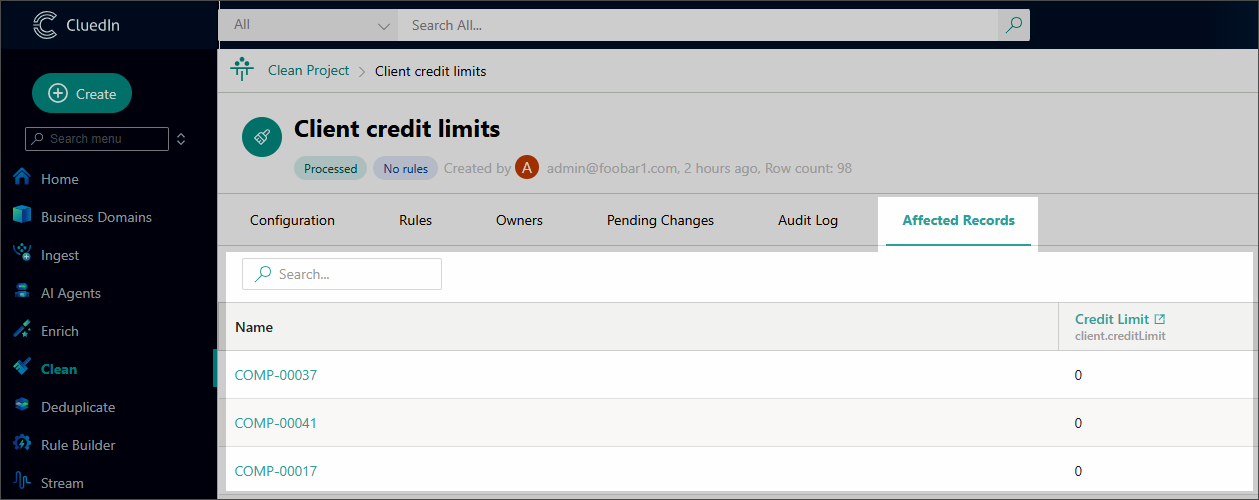 CluedIn
All
Search All...
Create
Search menu
Home
Business Domains
Ingest
AI Agents
Enrich
Clean
Deduplicate
Rule Builder
Stream
Clean Project > Client credit limits
Client credit limits
Processed No rules Created by A admin@foobar1.com, 2 hours ago, Row count: 98
Configuration Rules Owners Pending Changes Audit Log Affected Records
Search...
Name Credit Limit
client.creditLimit
COMP-00037 0
COMP-00041 0
COMP-00017 0